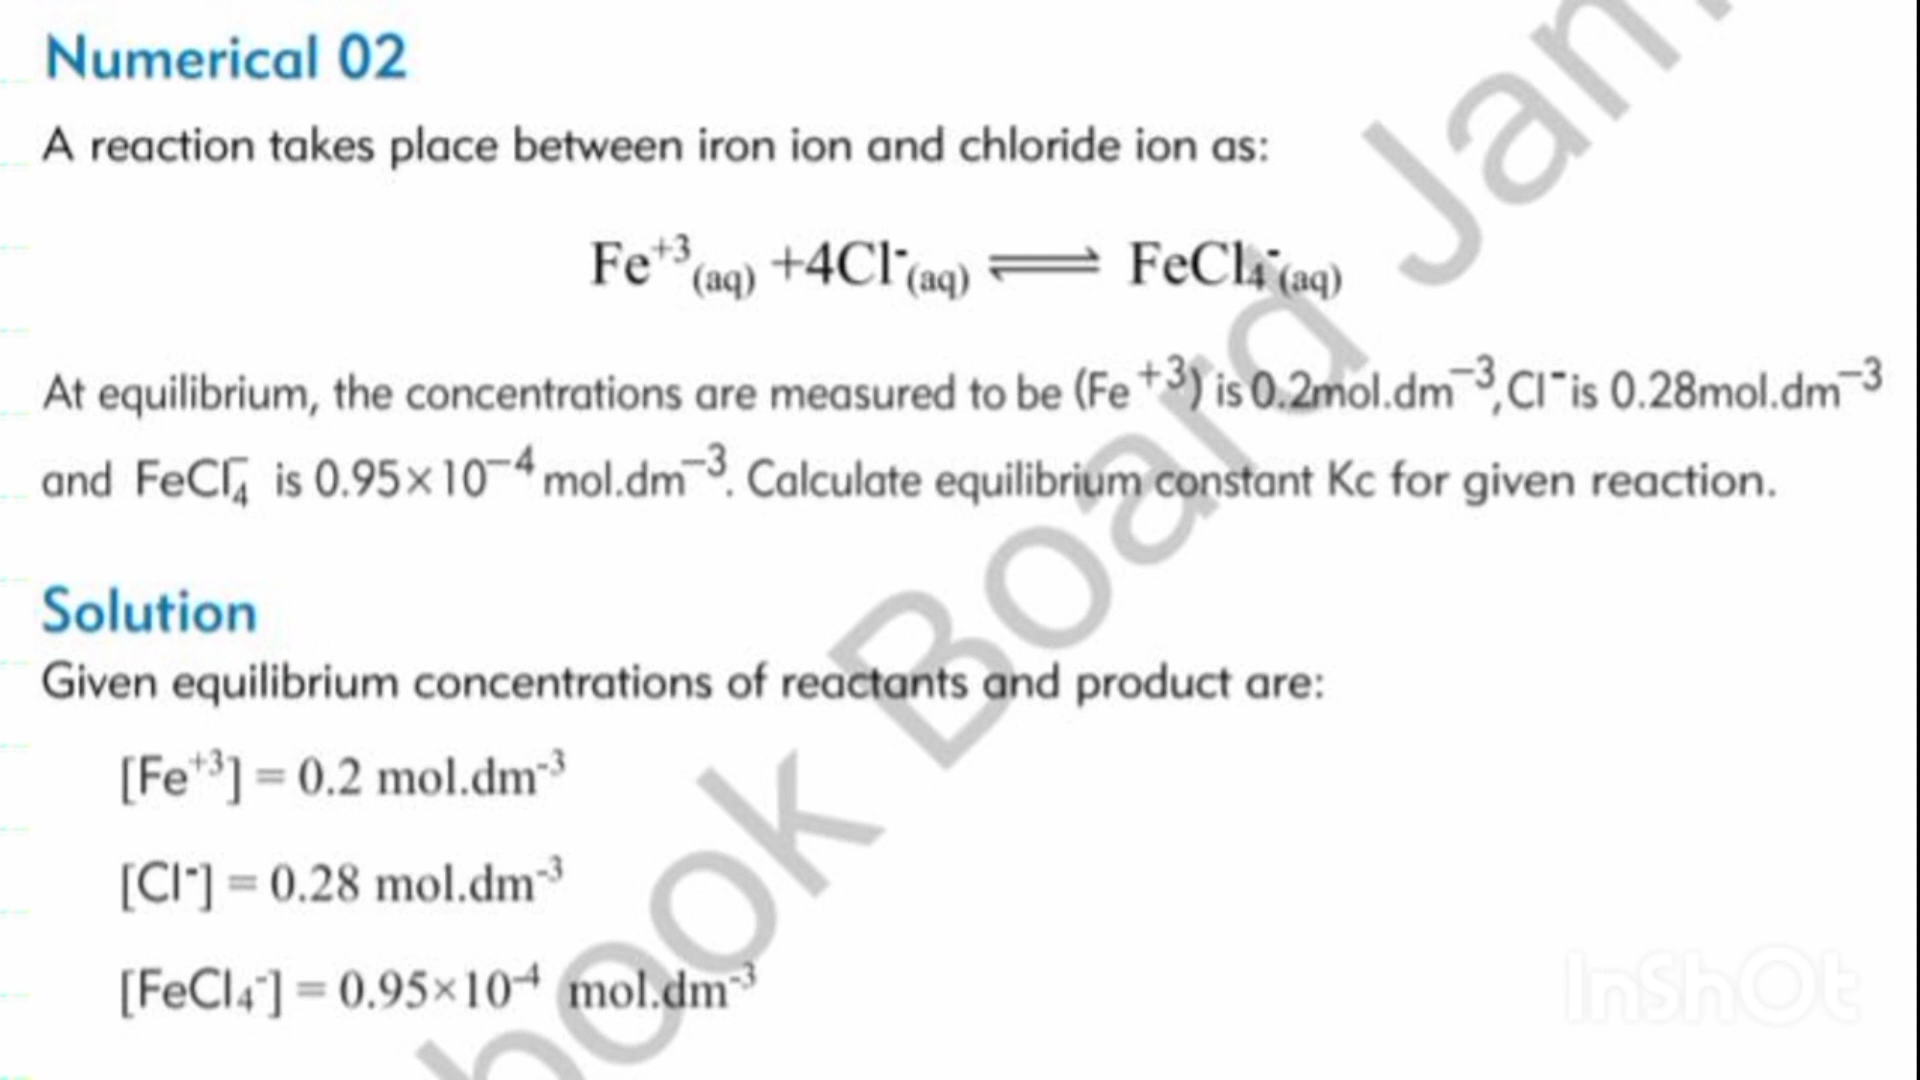 Numerical 02
A reaction takes place between iron ion and chloride ion as:
Fe⁺³(aq) +4Cl⁻(aq) ⇌ FeCl₄⁻(aq)
At equilibrium, the concentrations are measured to be (Fe⁺³) is 0.2mol.dm⁻³,Cl⁻ is 0.28mol.dm⁻³
and FeCl₄⁻ is 0.95×10⁻⁴ mol.dm⁻³. Calculate equilibrium constant Kc for given reaction.
Solution
Given equilibrium concentrations of reactants and product are:
[Fe⁺³] = 0.2 mol.dm⁻³
[Cl⁻] = 0.28 mol.dm⁻³
[FeCl₄⁻] = 0.95×10⁻⁴ mol.dm⁻³
book Board Jam
InShOt